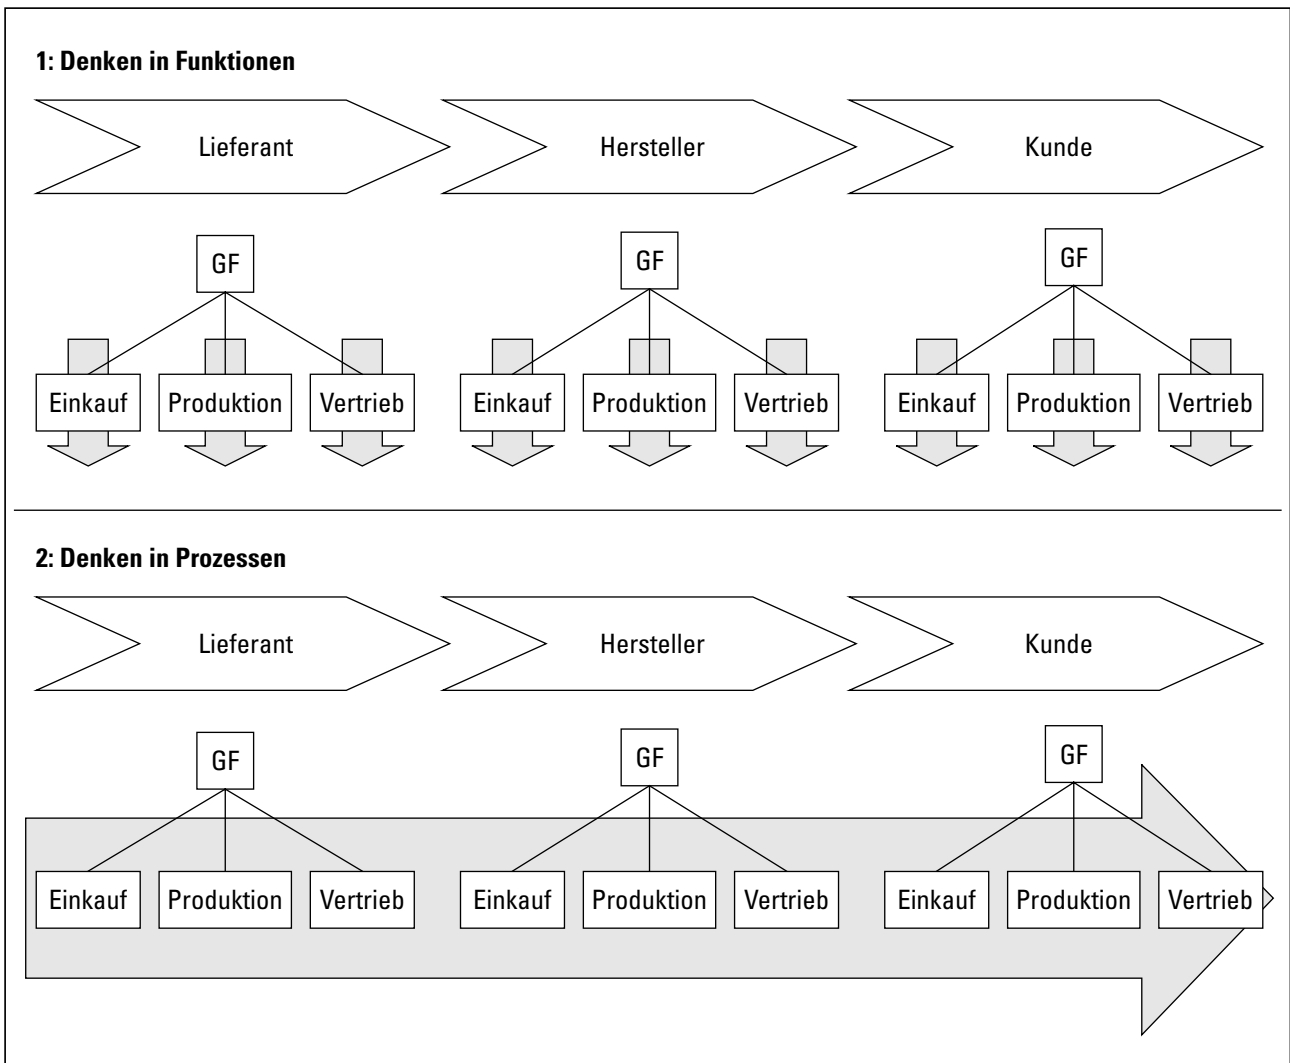 1: Denken in Funktionen
Lieferant Hersteller Kunde
GF GF GF
Einkauf Produktion Vertrieb Einkauf Produktion Vertrieb Einkauf Produktion Vertrieb
2: Denken in Prozessen
Lieferant Hersteller Kunde
GF GF GF
Einkauf Produktion Vertrieb Einkauf Produktion Vertrieb Einkauf Produktion Vertrieb